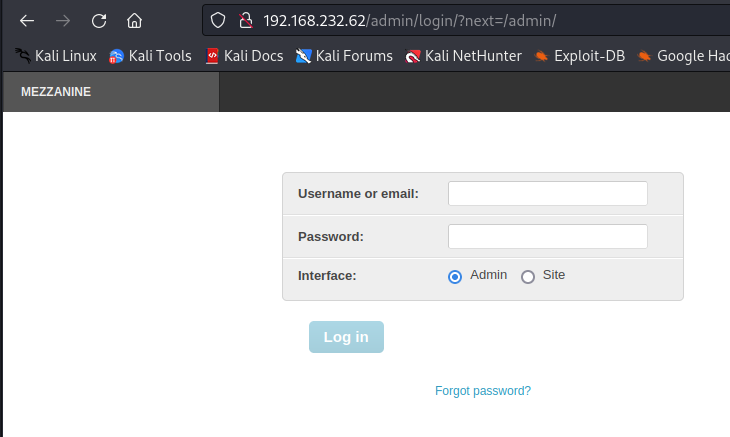 192.168.232.62/admin/login/?next=/admin/
Kali Linux Kali Tools Kali Docs Kali Forums Kali NetHunter Exploit-DB Google Hac
MEZZANINE
Username or email:
Password:
Interface: Admin Site
Log in
Forgot password?